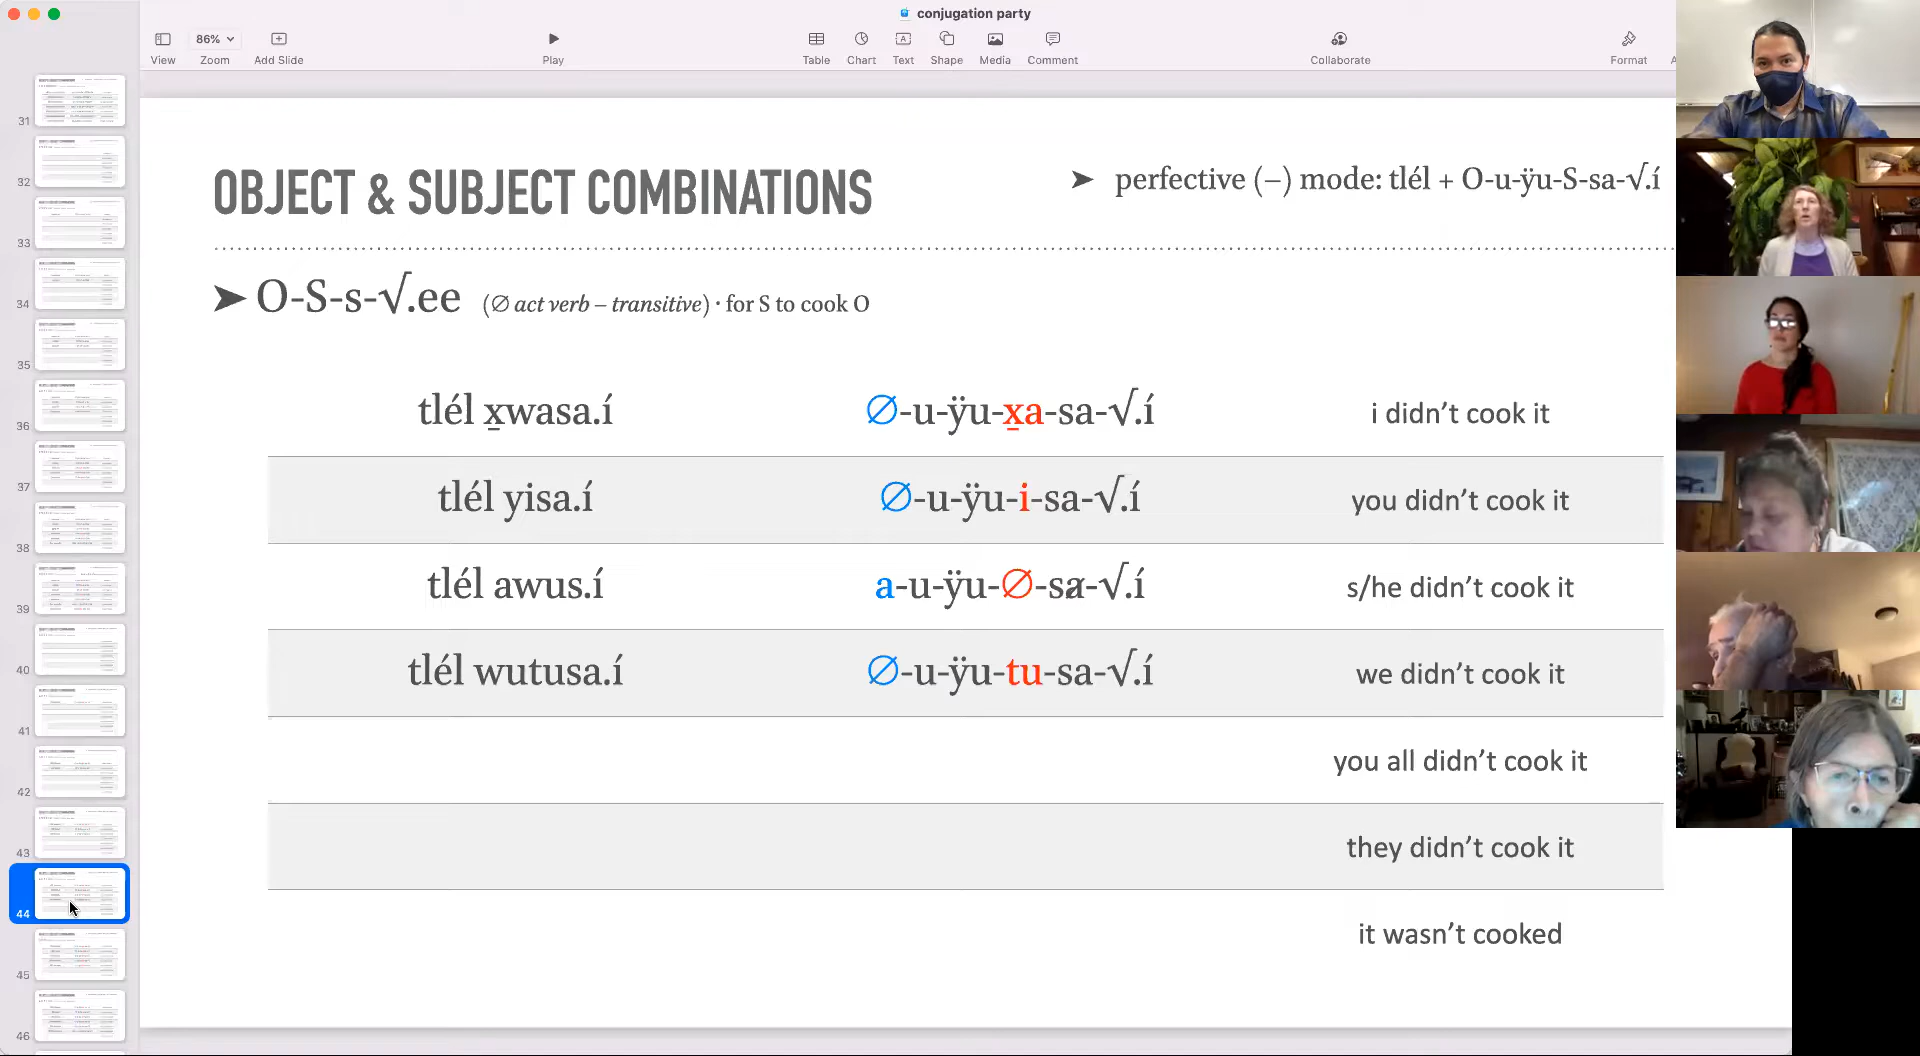 conjugation party
86%
View Zoom Add Slide Play Table Chart Text Shape Media Comment Collaborate Format
OBJECT & SUBJECT COMBINATIONS
➤ perfective (–) mode: tlél + O-u-ÿu-S-sa-√.í
➤ O-S-s-√.ee (∅ act verb – transitive) · for S to cook O
tlél x̲wasa.í ∅-u-ÿu-x̲a-sa-√.í i didn’t cook it
tlél yisa.í ∅-u-ÿu-i-sa-√.í you didn’t cook it
tlél awus.í a-u-ÿu-∅-sa̸-√.í s/he didn’t cook it
tlél wutusa.í ∅-u-ÿu-tu-sa-√.í we didn’t cook it
you all didn’t cook it
they didn’t cook it
it wasn’t cooked
31
32
33
34
35
36
37
38
39
40
41
42
43
44
45
46